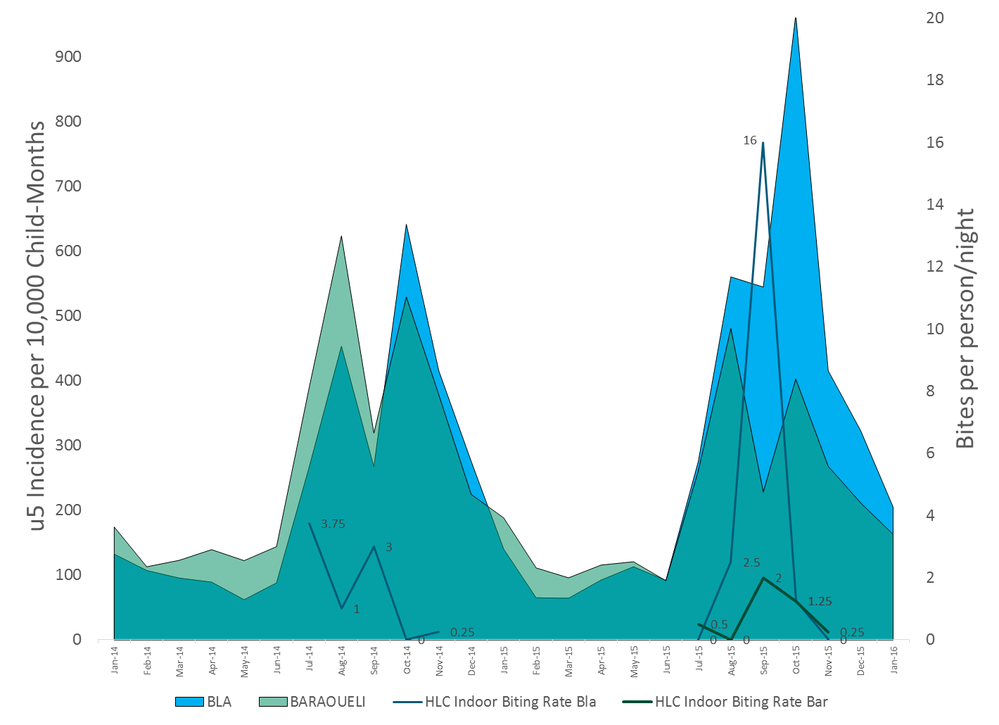 u5 Incidence per 10,000 Child-Months
900
800
700
600
500
400
300
200
100
0
3.75
1
3
0
0.25
16
2.5
2
1.25
0.5
0
0
0.25
0
20
18
16
14
12
10
8
6
4
2
0
Bites per person/night
Jan-14
Feb-14
Mar-14
Apr-14
May-14
Jun-14
Jul-14
Aug-14
Sep-14
Oct-14
Nov-14
Dec-14
Jan-15
Feb-15
Mar-15
Apr-15
May-15
Jun-15
Jul-15
Aug-15
Sep-15
Oct-15
Nov-15
Dec-15
Jan-16
BLA
BARAOUELI
HLC Indoor Biting Rate Bla
HLC Indoor Biting Rate Bar